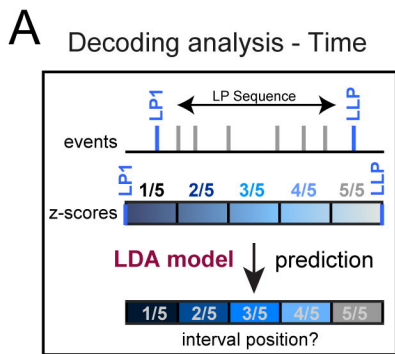 A
Decoding analysis - Time
LP1 LP Sequence LLP
events
LP1 1/5 2/5 3/5 4/5 5/5 LLP
z-scores
LDA model prediction
1/5 2/5 3/5 4/5 5/5
interval position?